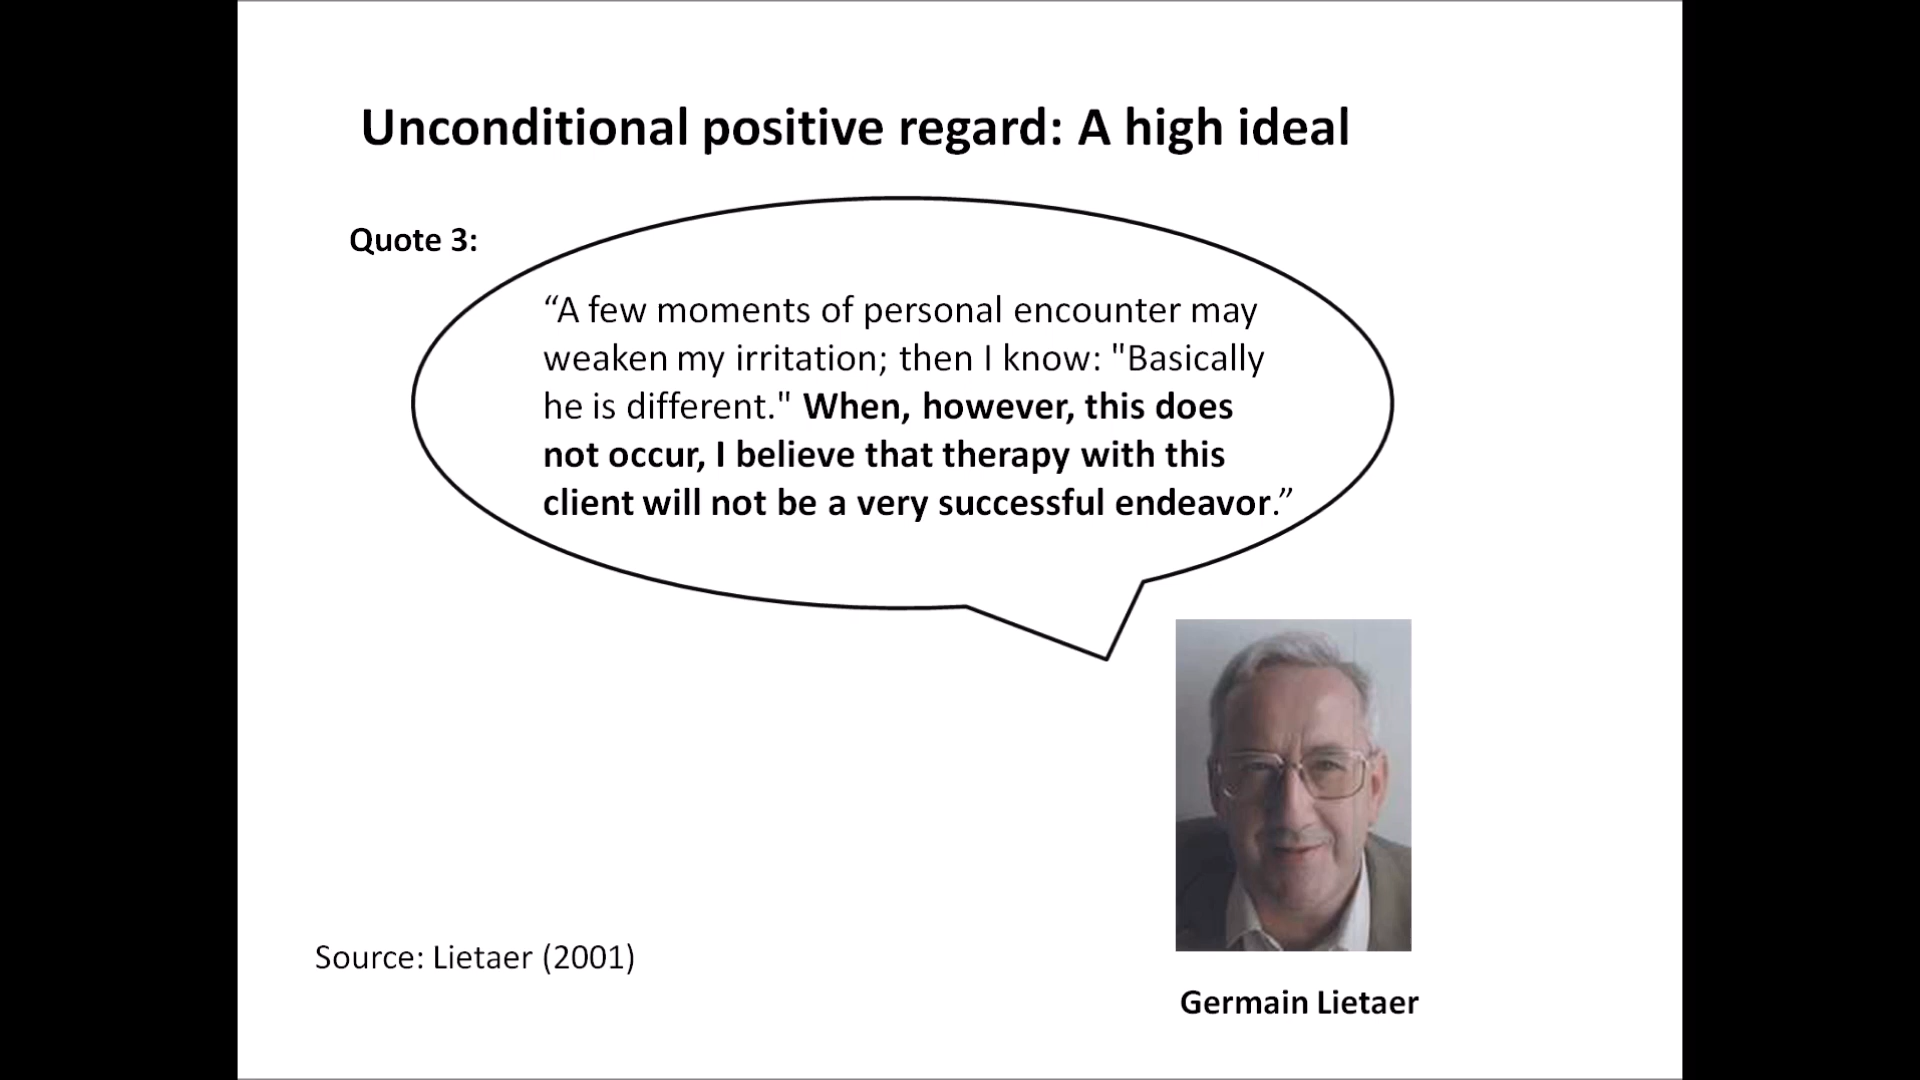 Unconditional positive regard: A high ideal
Quote 3:
“A few moments of personal encounter may
weaken my irritation; then I know: "Basically
he is different." When, however, this does
not occur, I believe that therapy with this
client will not be a very successful endeavor.”
Source: Lietaer (2001)
Germain Lietaer